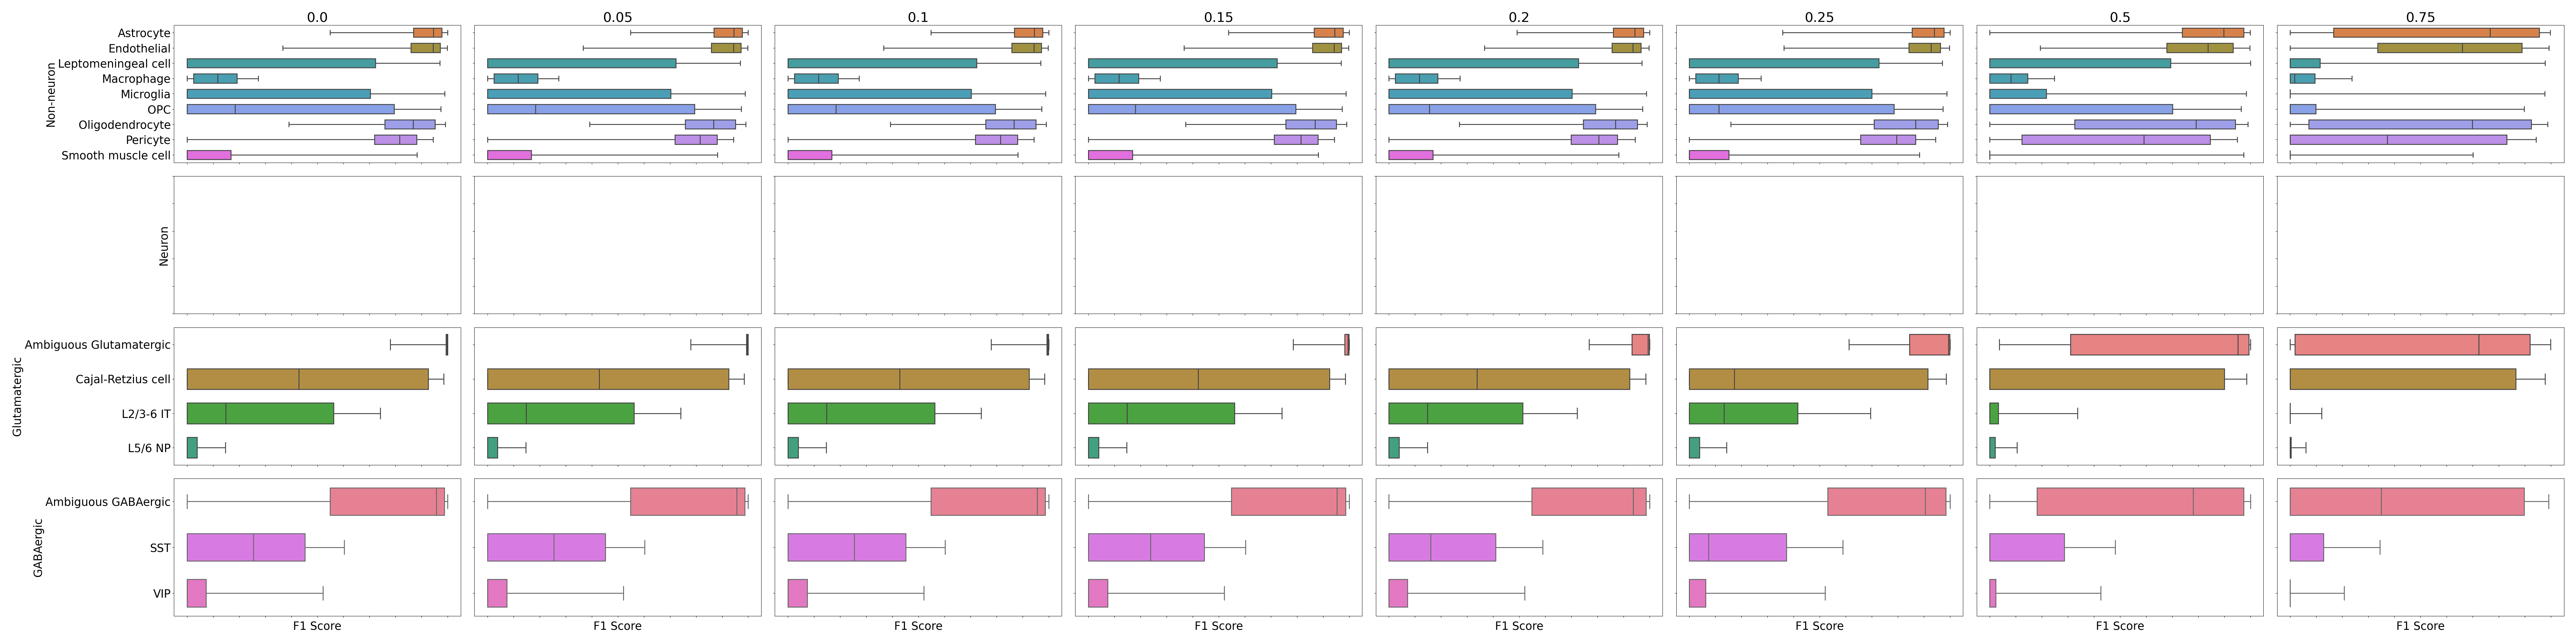 0.0 0.05 0.1 0.15 0.2 0.25 0.5 0.75
Non-neuron
Astrocyte
Endothelial
Leptomeningeal cell
Macrophage
Microglia
OPC
Oligodendrocyte
Pericyte
Smooth muscle cell
Neuron
Glutamatergic
Ambiguous Glutamatergic
Cajal-Retzius cell
L2/3-6 IT
L5/6 NP
GABAergic
Ambiguous GABAergic
SST
VIP
F1 Score F1 Score F1 Score F1 Score F1 Score F1 Score F1 Score F1 Score